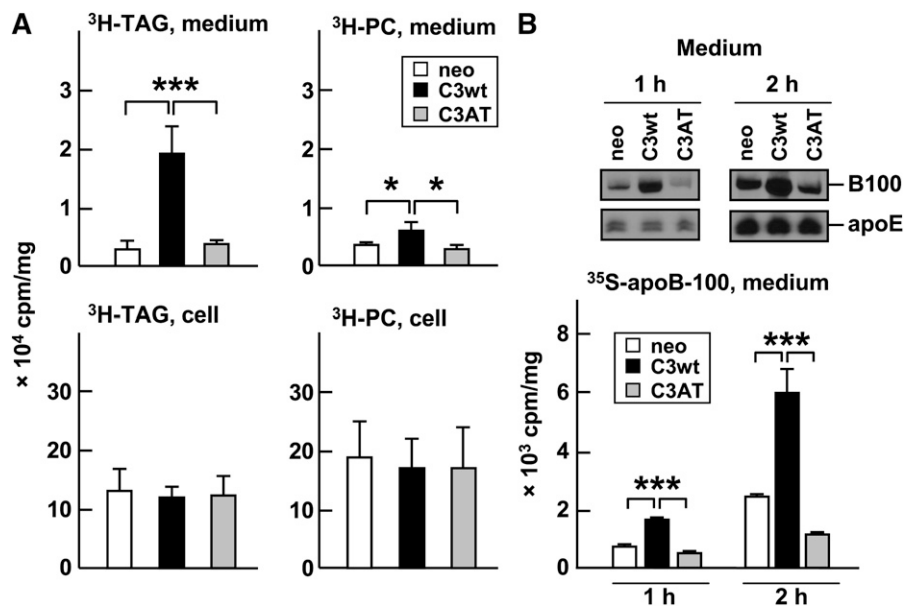 A
³H-TAG, medium
³H-PC, medium
neo
C3wt
C3AT
3
2
1
0
***
3
2
1
0
*
*
³H-TAG, cell
³H-PC, cell
30
20
10
0
30
20
10
0
× 10⁴ cpm/mg
B
Medium
1 h
2 h
neo
C3wt
C3AT
neo
C3wt
C3AT
B100
apoE
³⁵S-apoB-100, medium
neo
C3wt
C3AT
8
6
4
2
0
***
***
× 10³ cpm/mg
1 h
2 h